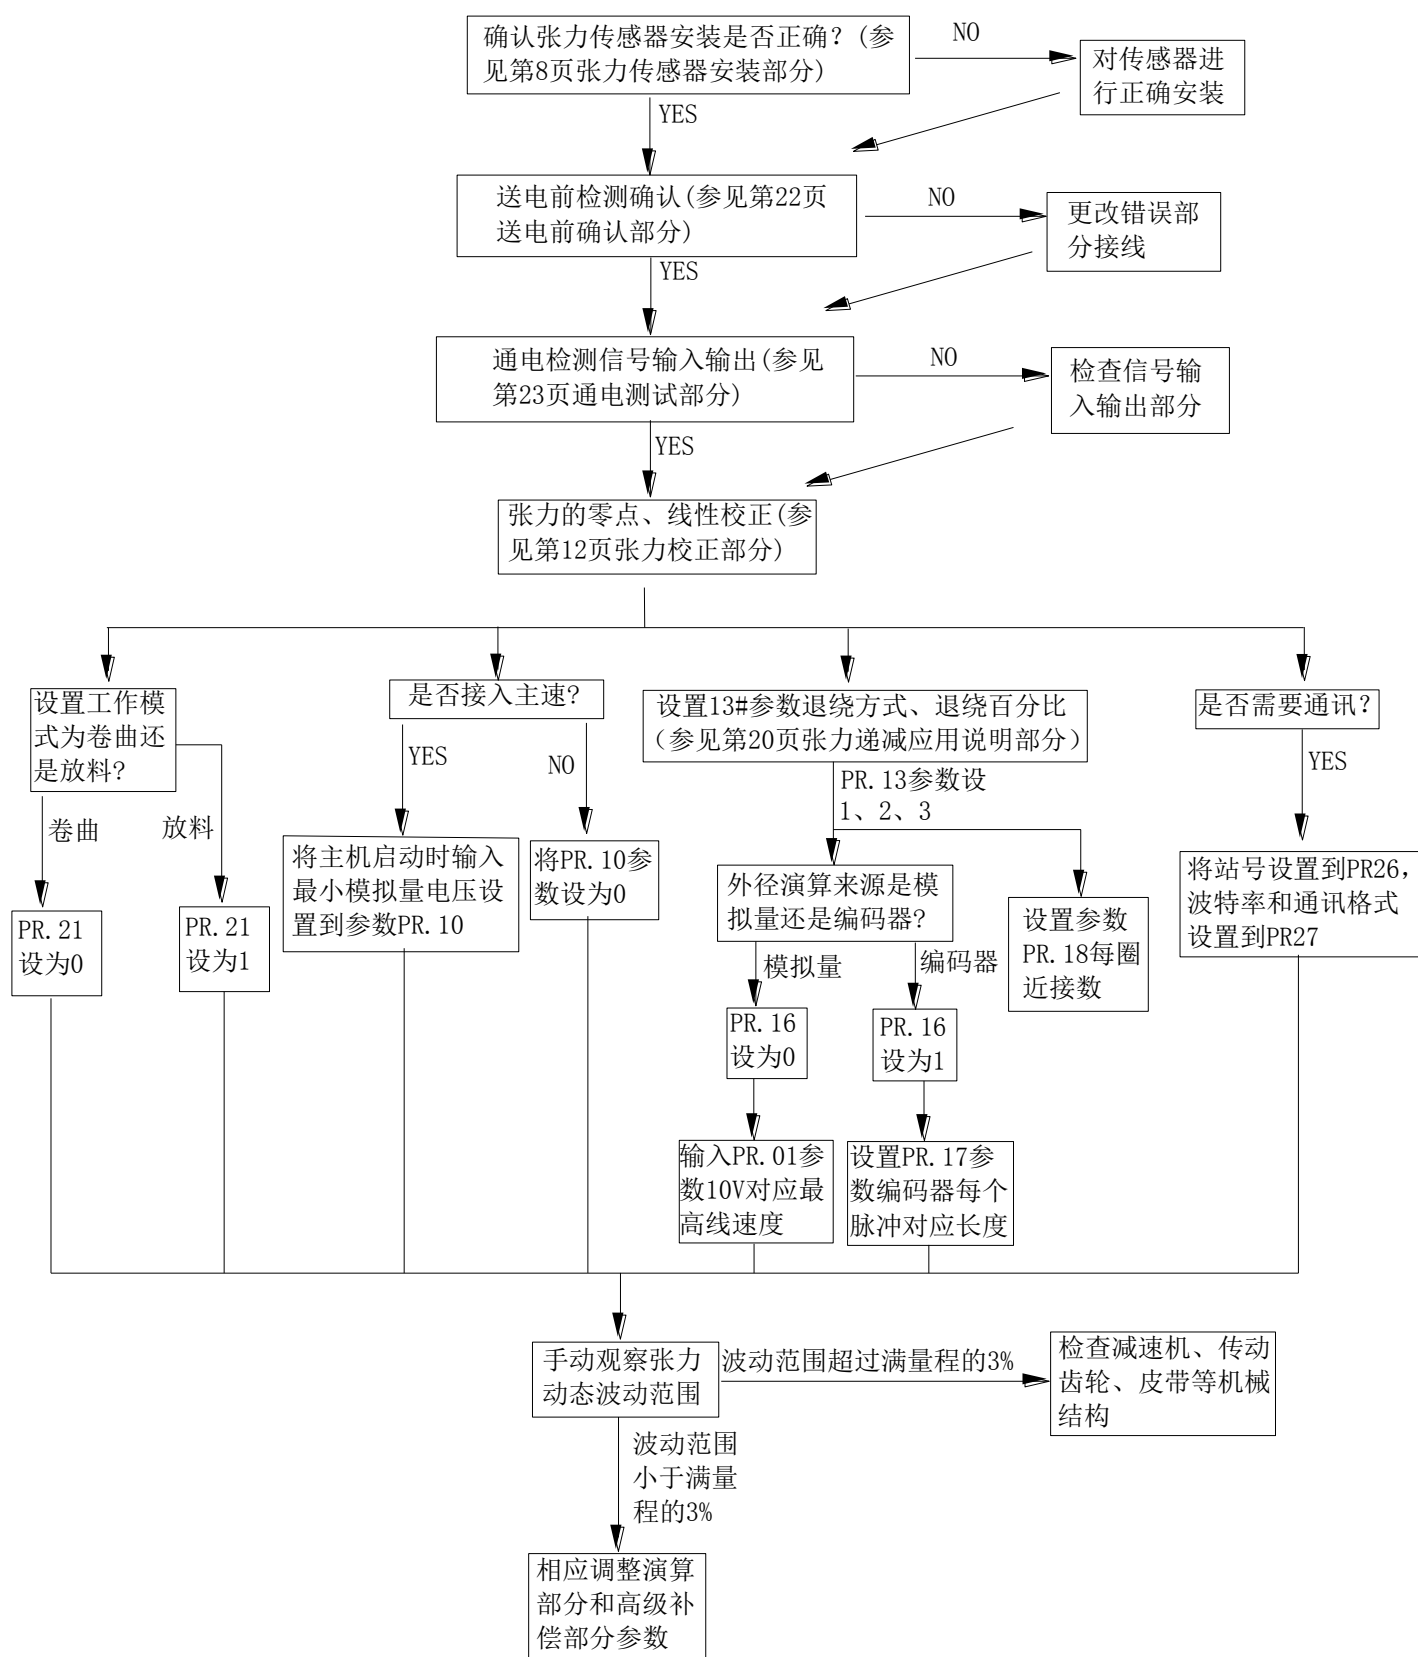 确认张力传感器安装是否正确？(参
见第8页张力传感器安装部分)
NO
对传感器进
行正确安装
YES
送电前检测确认(参见第22页
送电前确认部分)
NO
更改错误部
分接线
YES
通电检测信号输入输出(参见
第23页通电测试部分)
NO
检查信号输
入输出部分
YES
张力的零点、线性校正(参
见第12页张力校正部分)
设置工作模
式为卷曲还
是放料?
卷曲
放料
PR.21
设为0
PR.21
设为1
是否接入主速?
YES
NO
将主机启动时输入
最小模拟量电压设
置到参数PR.10
将PR.10参
数设为0
设置13#参数退绕方式、退绕百分比
（参见第20页张力递减应用说明部分）
PR.13参数设
1、2、3
外径演算来源是模
拟量还是编码器?
设置参数
PR.18每圈
近接数
模拟量
编码器
PR.16
设为0
PR.16
设为1
输入PR.01参
数10V对应最
高线速度
设置PR.17参
数编码器每个
脉冲对应长度
是否需要通讯？
YES
将站号设置到PR26，
波特率和通讯格式
设置到PR27
手动观察张力
动态波动范围
波动范围超过满量程的3%
检查减速机、传动
齿轮、皮带等机械
结构
波动范围
小于满量
程的3%
相应调整演算
部分和高级补
偿部分参数